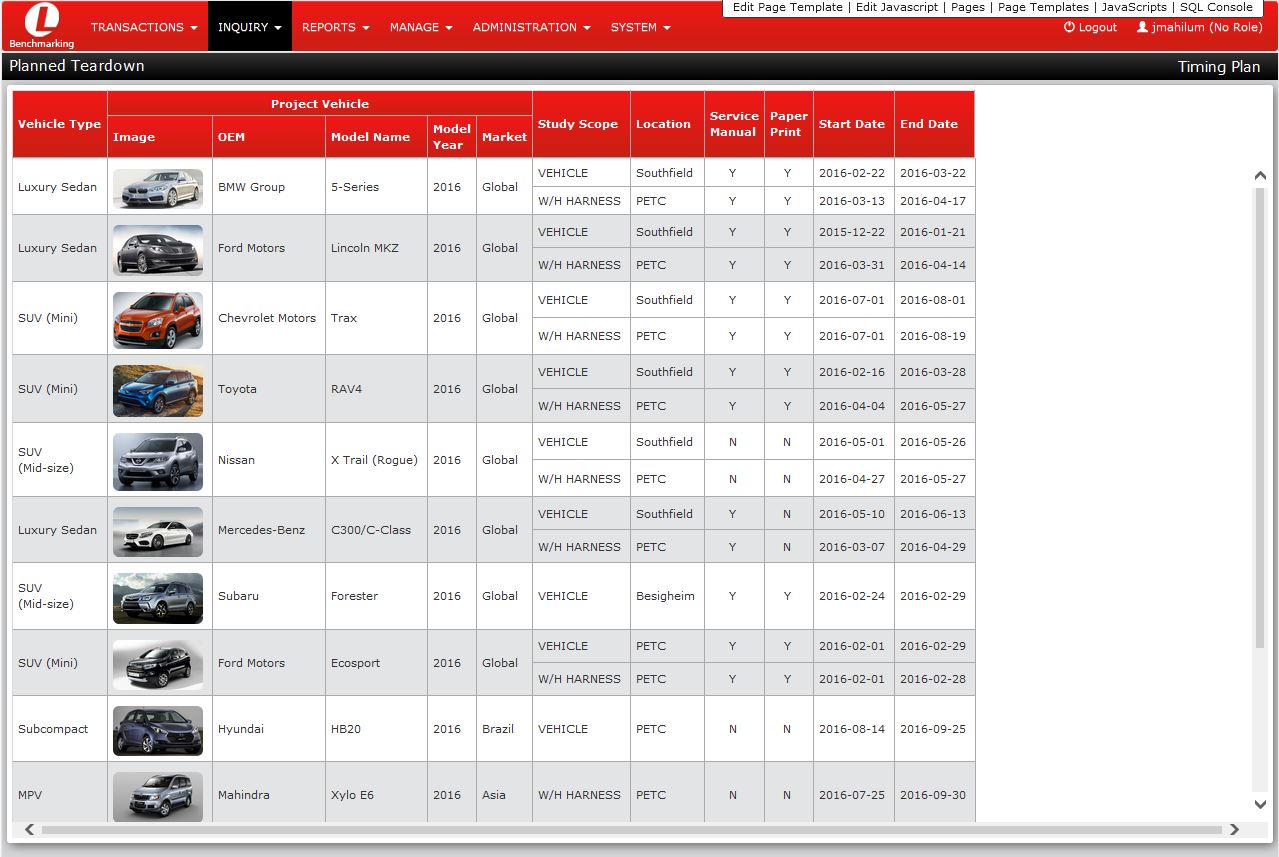 Edit Page Template | Edit Javascript | Pages | Page Templates | JavaScripts | SQL Console
L
Benchmarking
TRANSACTIONS INQUIRY REPORTS MANAGE ADMINISTRATION SYSTEM Logout jmahilum (No Role)
Planned Teardown Timing Plan
Vehicle Type Project Vehicle Study Scope Location Service Manual Paper Print Start Date End Date
Image OEM Model Name Model Year Market
Luxury Sedan BMW Group 5-Series 2016 Global VEHICLE Southfield Y Y 2016-02-22 2016-03-22
W/H HARNESS PETC Y Y 2016-03-13 2016-04-17
Luxury Sedan Ford Motors Lincoln MKZ 2016 Global VEHICLE Southfield Y Y 2015-12-22 2016-01-21
W/H HARNESS PETC Y Y 2016-03-31 2016-04-14
SUV (Mini) Chevrolet Motors Trax 2016 Global VEHICLE Southfield Y Y 2016-07-01 2016-08-01
W/H HARNESS PETC Y Y 2016-07-01 2016-08-19
SUV (Mini) Toyota RAV4 2016 Global VEHICLE Southfield Y Y 2016-02-16 2016-03-28
W/H HARNESS PETC Y Y 2016-04-04 2016-05-27
SUV (Mid-size) Nissan X Trail (Rogue) 2016 Global VEHICLE Southfield N N 2016-05-01 2016-05-26
W/H HARNESS PETC N N 2016-04-27 2016-05-27
Luxury Sedan Mercedes-Benz C300/C-Class 2016 Global VEHICLE Southfield Y N 2016-05-10 2016-06-13
W/H HARNESS PETC Y N 2016-03-07 2016-04-29
SUV (Mid-size) Subaru Forester 2016 Global VEHICLE Besigheim Y Y 2016-02-24 2016-02-29
SUV (Mini) Ford Motors Ecosport 2016 Global VEHICLE PETC Y Y 2016-02-01 2016-02-29
W/H HARNESS PETC Y Y 2016-02-01 2016-02-28
Subcompact Hyundai HB20 2016 Brazil VEHICLE PETC N N 2016-08-14 2016-09-25
MPV Mahindra Xylo E6 2016 Asia W/H HARNESS PETC N N 2016-07-25 2016-09-30